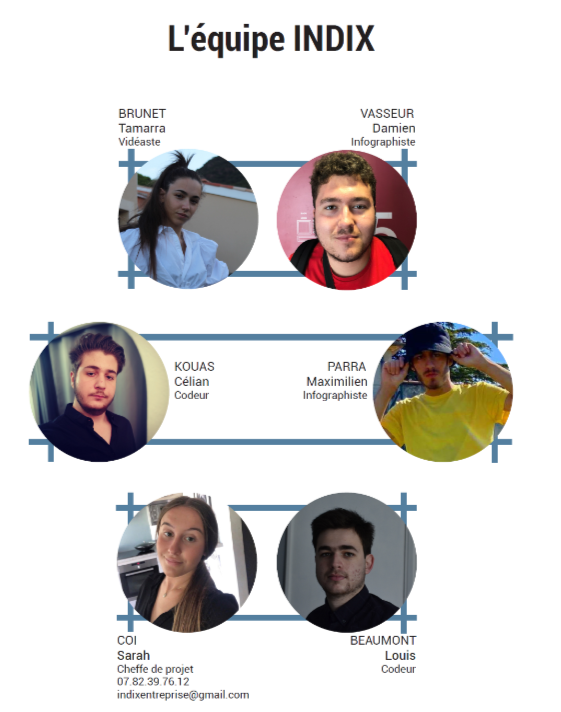 L'équipe INDIX
BRUNET
Tamarra
Vidéaste
VASSEUR
Damien
Infographiste
5
KOUAS
Célian
Codeur
PARRA
Maximilien
Infographiste
COI
Sarah
Cheffe de projet
07.82.39.76.12
indixentreprise@gmail.com
BEAUMONT
Louis
Codeur